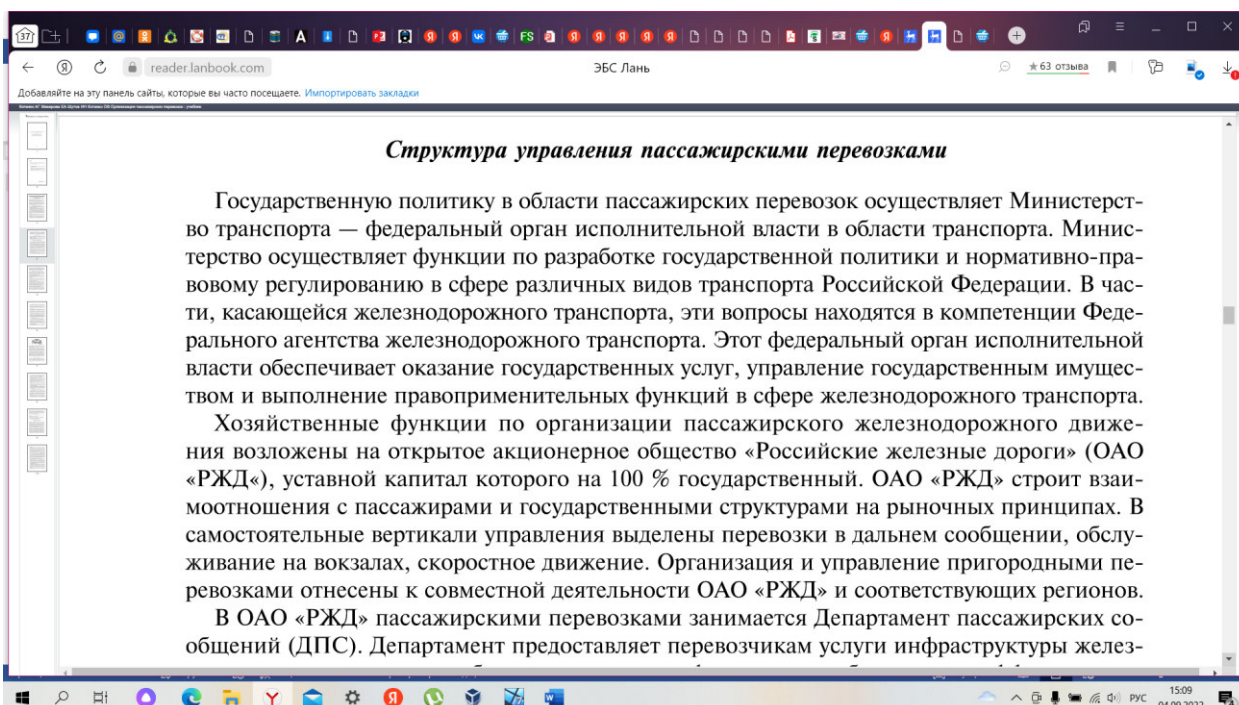 37
reader.lanbook.com
ЭБС Лань
★ 63 отзыва
Добавляйте на эту панель сайты, которые вы часто посещаете. Импортировать закладки
Структура управления пассажирскими перевозками
Государственную политику в области пассажирских перевозок осуществляет Министерст-
во транспорта — федеральный орган исполнительной власти в области транспорта. Минис-
терство осуществляет функции по разработке государственной политики и нормативно-пра-
вовому регулированию в сфере различных видов транспорта Российской Федерации. В час-
ти, касающейся железнодорожного транспорта, эти вопросы находятся в компетенции Феде-
рального агентства железнодорожного транспорта. Этот федеральный орган исполнительной
власти обеспечивает оказание государственных услуг, управление государственным имущес-
твом и выполнение правоприменительных функций в сфере железнодорожного транспорта.
Хозяйственные функции по организации пассажирского железнодорожного движе-
ния возложены на открытое акционерное общество «Российские железные дороги» (ОАО
«РЖД«), уставной капитал которого на 100 % государственный. ОАО «РЖД» строит взаи-
моотношения с пассажирами и государственными структурами на рыночных принципах. В
самостоятельные вертикали управления выделены перевозки в дальнем сообщении, обслу-
живание на вокзалах, скоростное движение. Организация и управление пригородными пе-
ревозками отнесены к совместной деятельности ОАО «РЖД» и соответствующих регионов.
В ОАО «РЖД» пассажирскими перевозками занимается Департамент пассажирских со-
общений (ДПС). Департамент предоставляет перевозчикам услуги инфраструктуры желез-
РУС
15:09
04.09.2022